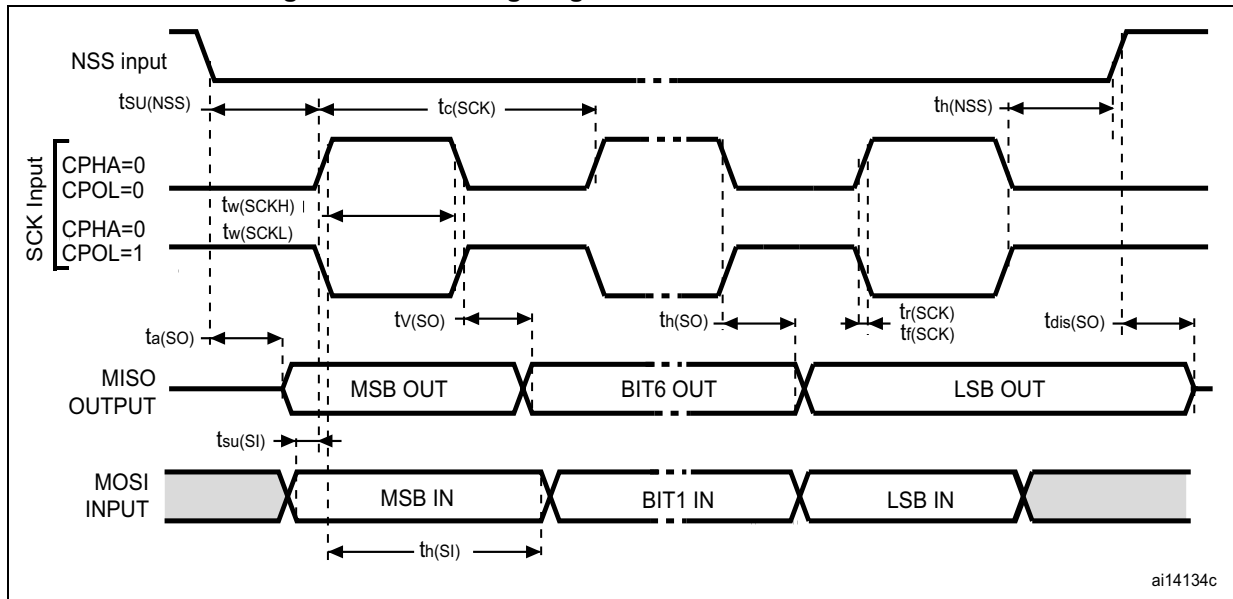 NSS input
tSU(NSS)
tc(SCK)
th(NSS)
SCK Input
CPHA=0
CPOL=0
tw(SCKH)
CPHA=0
CPOL=1
tw(SCKL)
tV(SO)
th(SO)
tr(SCK)
tf(SCK)
ta(SO)
tdis(SO)
MISO
OUTPUT
MSB OUT
BIT6 OUT
LSB OUT
tsu(SI)
MOSI
INPUT
MSB IN
BIT1 IN
LSB IN
th(SI)
ai14134c